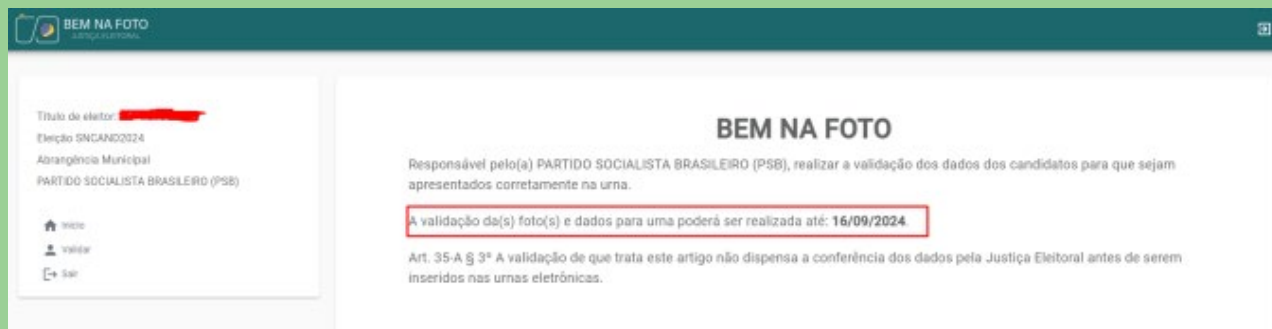 BEM NA FOTO
JUSTIÇA ELEITORAL
Título de eleitor:
Eleição SNCAND2024
Abrangência Municipal
PARTIDO SOCIALISTA BRASILEIRO (PSB)
Início
Validar
Sair
BEM NA FOTO
Responsável pelo(a) PARTIDO SOCIALISTA BRASILEIRO (PSB), realizar a validação dos dados dos candidatos para que sejam
apresentados corretamente na urna.
A validação da(s) foto(s) e dados para urna poderá ser realizada até: 16/09/2024.
Art. 35-A § 3º A validação de que trata este artigo não dispensa a conferência dos dados pela Justiça Eleitoral antes de serem
inseridos nas urnas eletrônicas.